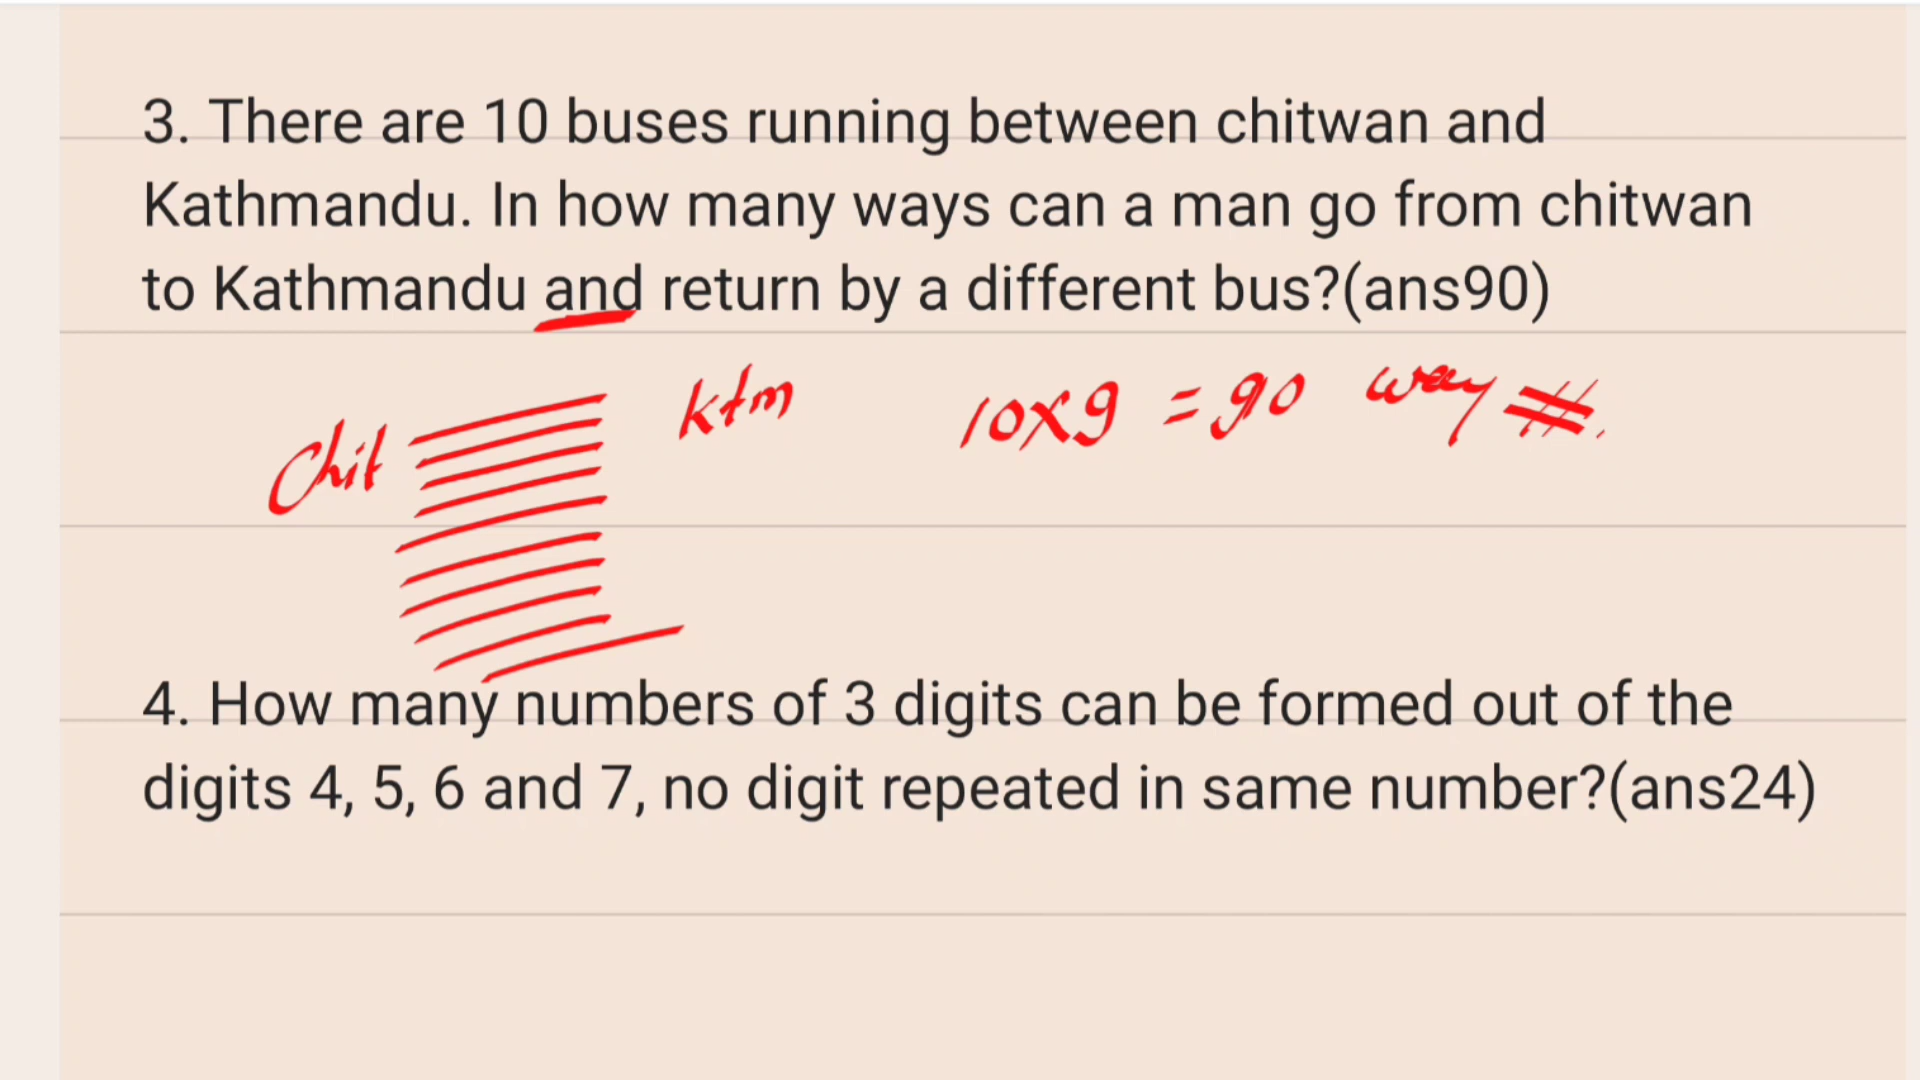 3. There are 10 buses running between chitwan and
Kathmandu. In how many ways can a man go from chitwan
to Kathmandu and return by a different bus?(ans90)
Chit ktm 10x9 = 90 way #.
4. How many numbers of 3 digits can be formed out of the
digits 4, 5, 6 and 7, no digit repeated in same number?(ans24)